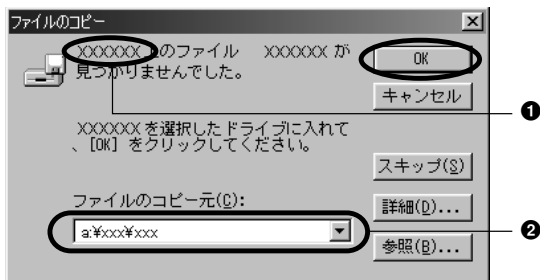 ファイルのコピー
XXXXXX 上のファイル XXXXXX が
見つかりませんでした。
OK
キャンセル
❶
XXXXXX を選択したドライブに入れて
、[OK] をクリックしてください。
スキップ(S)
ファイルのコピー元(C):
詳細(D)...
a:¥xxx¥xxx
❷
参照(B)...